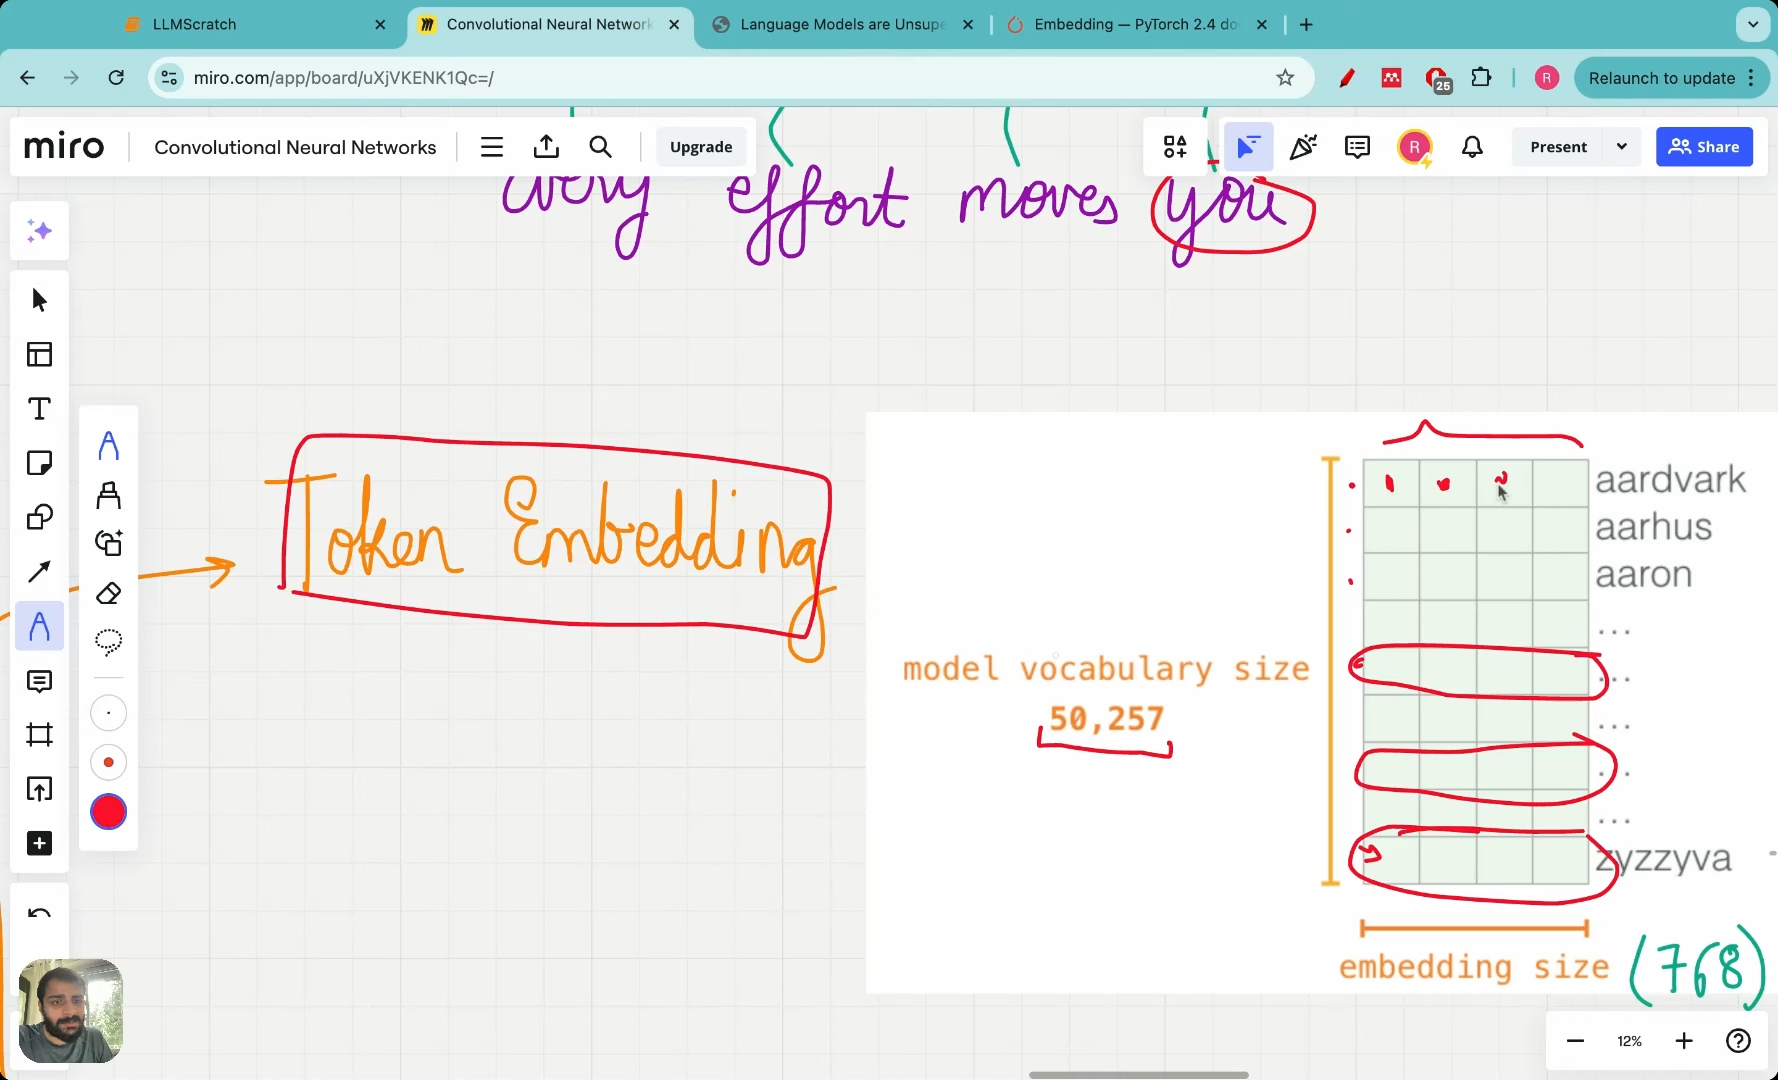 LLMScratch
Convolutional Neural Network
Language Models are Unsupe
Embedding — PyTorch 2.4 do
miro.com/app/board/uXjVKENK1Qc=/
25
R
Relaunch to update
miro
Convolutional Neural Networks
Upgrade
R
Present
Share
every effort moves you
Token Embedding
aardvark
aarhus
aaron
...
...
...
...
...
zyzzyva
model vocabulary size
50,257
embedding size (768)
12%